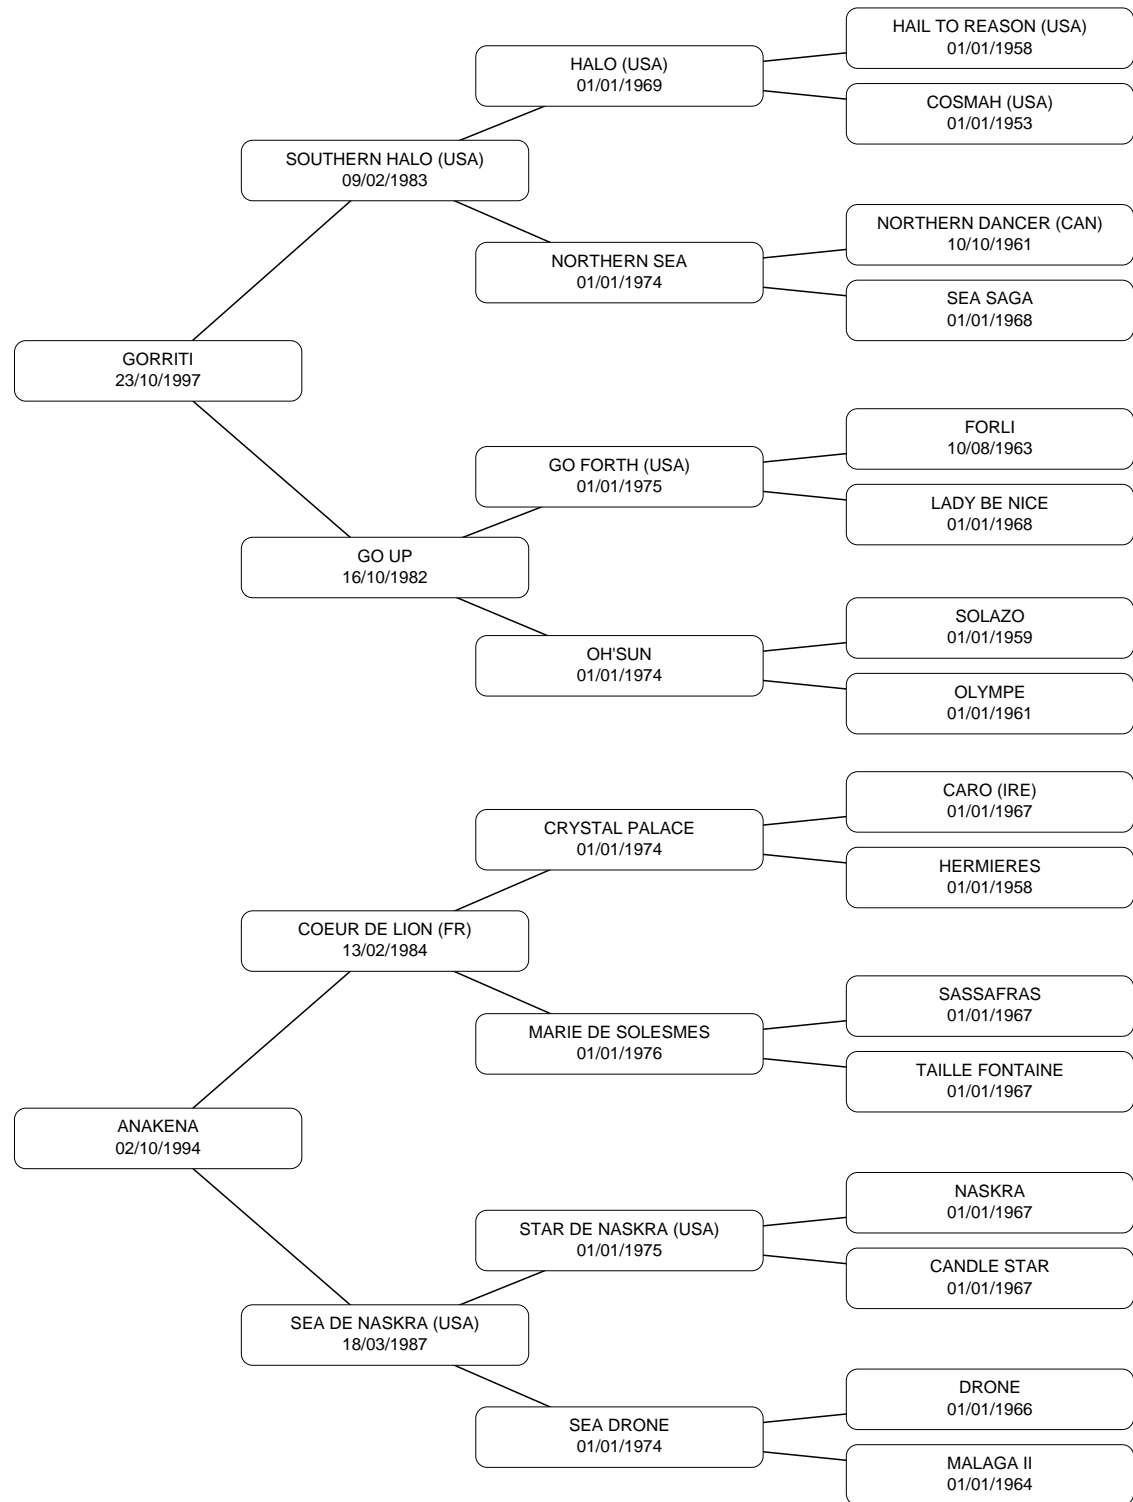 HAIL TO REASON (USA)
01/01/1958
HALO (USA)
01/01/1969
COSMAH (USA)
01/01/1953
SOUTHERN HALO (USA)
09/02/1983
NORTHERN DANCER (CAN)
10/10/1961
NORTHERN SEA
01/01/1974
SEA SAGA
01/01/1968
GORRITI
23/10/1997
FORLI
10/08/1963
GO FORTH (USA)
01/01/1975
LADY BE NICE
01/01/1968
GO UP
16/10/1982
SOLAZO
01/01/1959
OH'SUN
01/01/1974
OLYMPE
01/01/1961
CARO (IRE)
01/01/1967
CRYSTAL PALACE
01/01/1974
HERMIERES
01/01/1958
COEUR DE LION (FR)
13/02/1984
SASSAFRAS
01/01/1967
MARIE DE SOLESMES
01/01/1976
TAILLE FONTAINE
01/01/1967
ANAKENA
02/10/1994
NASKRA
01/01/1967
STAR DE NASKRA (USA)
01/01/1975
CANDLE STAR
01/01/1967
SEA DE NASKRA (USA)
18/03/1987
DRONE
01/01/1966
SEA DRONE
01/01/1974
MALAGA II
01/01/1964